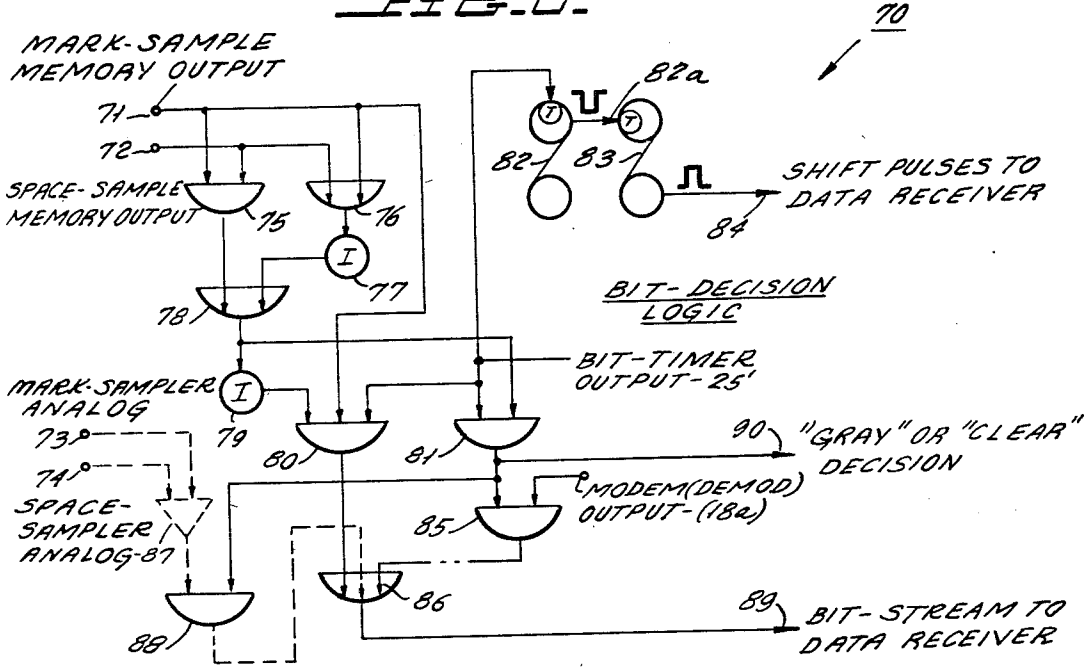 70
MARK-SAMPLE
MEMORY OUTPUT
71
72
SPACE-SAMPLE
MEMORY OUTPUT
75
76
I
77
78
T
82a
T
82
83
SHIFT PULSES TO
DATA RECEIVER
84
BIT-DECISION
LOGIC
BIT-TIMER
OUTPUT-25'
MARK-SAMPLER
ANALOG
I
79
73
74
80
81
90
"GRAY" OR "CLEAR"
DECISION
MODEM (DEMOD)
OUTPUT-(18a)
85
SPACE-
SAMPLER
ANALOG-87
86
88
89
BIT-STREAM TO
DATA RECEIVER